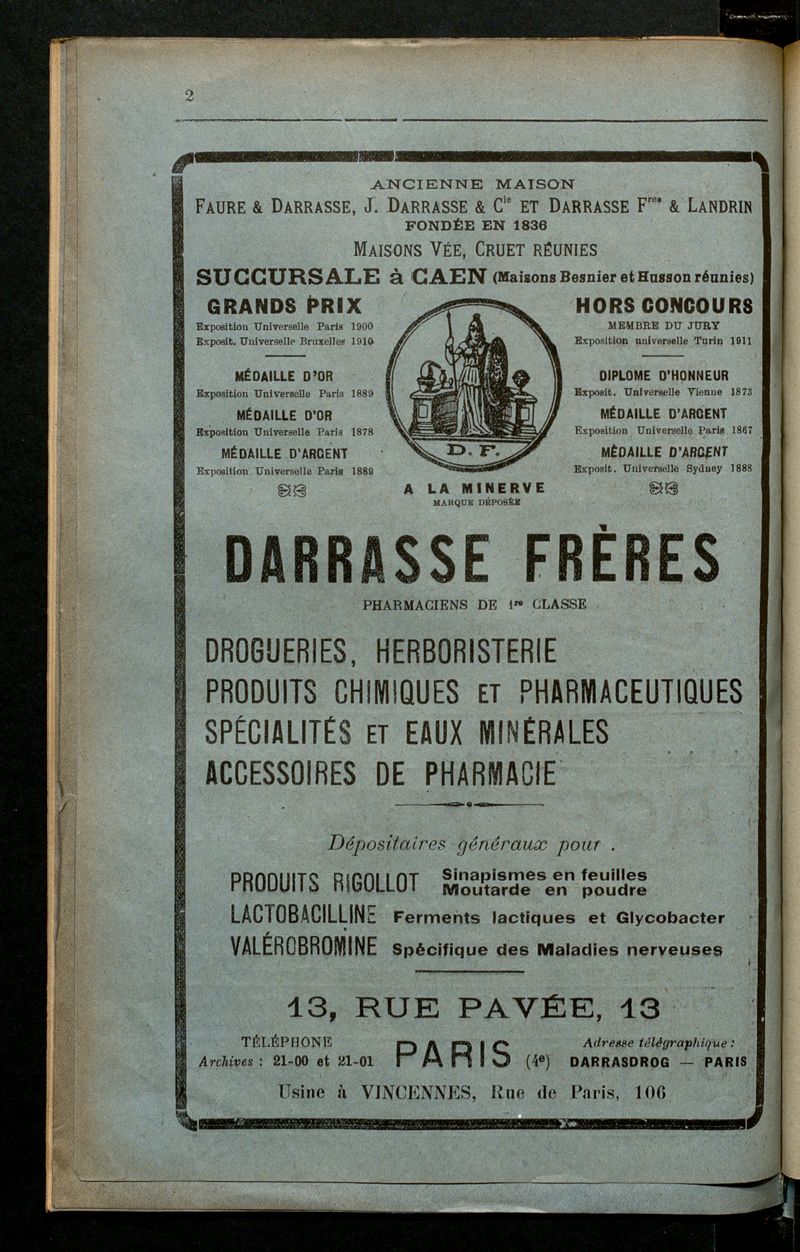 2
ANCIENNE MAISON
FAURE & DARRASSE, J. DARRASSE & Cie ET DARRASSE Fres & LANDRIN
FONDÉE EN 1836
MAISONS VÉE, CRUET RÉUNIES
SUCCURSALE à CAEN (Maisons Besnier et Husson réunies)
GRANDS PRIX
Exposition Universelle Paris 1900
Exposit. Universelle Bruxelles 1910
MÉDAILLE D'OR
Exposition Universelle Paris 1889
MÉDAILLE D'OR
Exposition Universelle Paris 1878
MÉDAILLE D'ARGENT
Exposition Universelle Paris 1889
D. F.
A LA MINERVE
MARQUE DÉPOSÉE
HORS CONCOURS
MEMBRE DU JURY
Exposition universelle Turin 1911
DIPLOME D'HONNEUR
Exposit. Universelle Vienne 1873
MÉDAILLE D'ARGENT
Exposition Universelle Paris 1867
MÉDAILLE D'ARGENT
Exposit. Universelle Sydney 1888
DARRASSE FRÈRES
PHARMACIENS DE 1re CLASSE
DROGUERIES, HERBORISTERIE
PRODUITS CHIMIQUES ET PHARMACEUTIQUES
SPÉCIALITÉS ET EAUX MINÉRALES
ACCESSOIRES DE PHARMACIE
Dépositaires généraux pour .
PRODUITS RIGOLLOT Sinapismes en feuilles
Moutarde en poudre
LACTOBACILLINE Ferments lactiques et Glycobacter
VALÉROBROMINE Spécifique des Maladies nerveuses
13, RUE PAVÉE, 13
TÉLÉPHONE
Archives : 21-00 et 21-01
PARIS (4e)
Adresse télégraphique :
DARRASDROG — PARIS
Usine à VINCENNES, Rue de Paris, 106